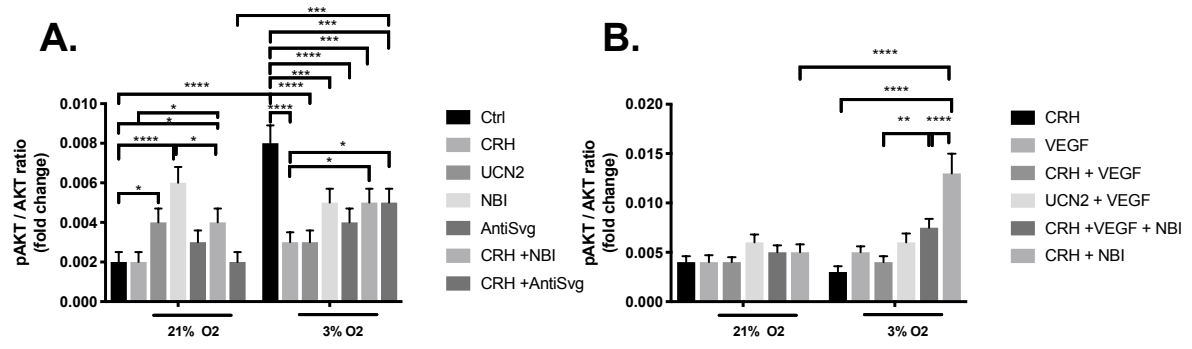 A.
***
***
***
****
***
**** ****
****
*
*
**** *
*
*
*
pAKT / AKT ratio
(fold change)
0.010
0.008
0.006
0.004
0.002
0.000
21% O2
3% O2
Ctrl
CRH
UCN2
NBI
AntiSvg
CRH +NBI
CRH +AntiSvg
B.
****
****
** ****
pAKT / AKT ratio
(fold change)
0.020
0.015
0.010
0.005
0.000
21% O2
3% O2
CRH
VEGF
CRH + VEGF
UCN2 + VEGF
CRH +VEGF + NBI
CRH + NBI